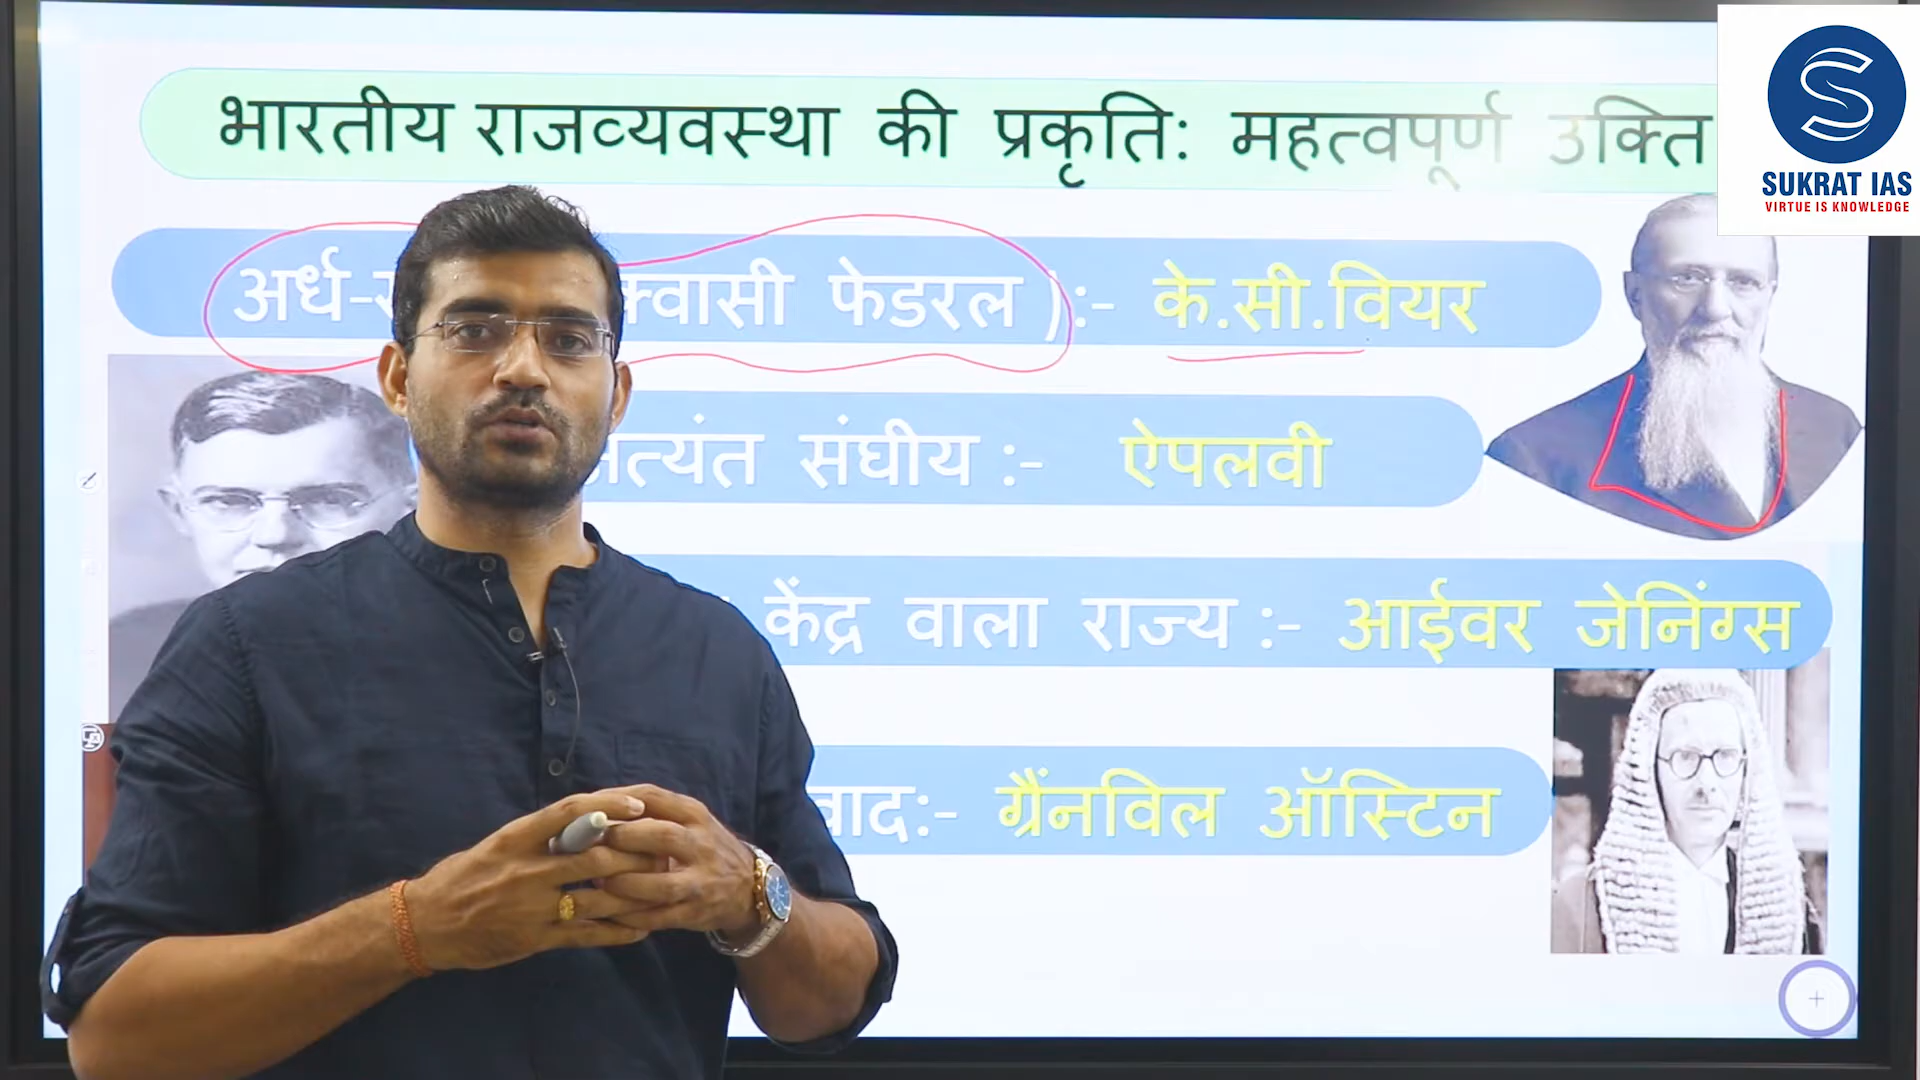 भारतीय राजव्यवस्था की प्रकृति: महत्वपूर्ण उक्ति
SUKRAT IAS
VIRTUE IS KNOWLEDGE
अर्ध- क्वासी फेडरल ):- के.सी.वियर
अत्यंत संघीय :- ऐपलवी
केंद्र वाला राज्य :- आईवर जेनिंग्स
वाद:- ग्रैनविल ऑस्टिन